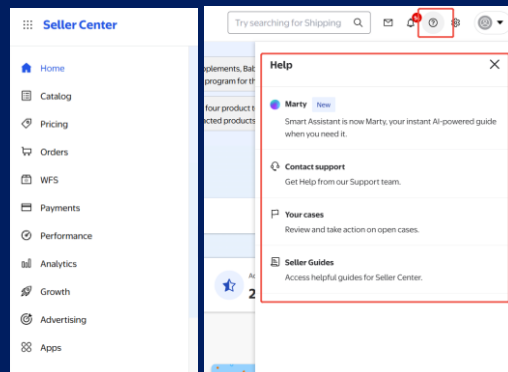 Seller Center
Home
Catalog
Pricing
Orders
WFS
Payments
Performance
Analytics
Growth
Advertising
Apps
Try searching for Shipping
plements, Bab
program for th
four product t
cted products
2
Help
Marty New
Smart Assistant is now Marty, your instant AI-powered guide
when you need it.
Contact support
Get Help from our Support team.
Your cases
Review and take action on open cases.
Seller Guides
Access helpful guides for Seller Center.